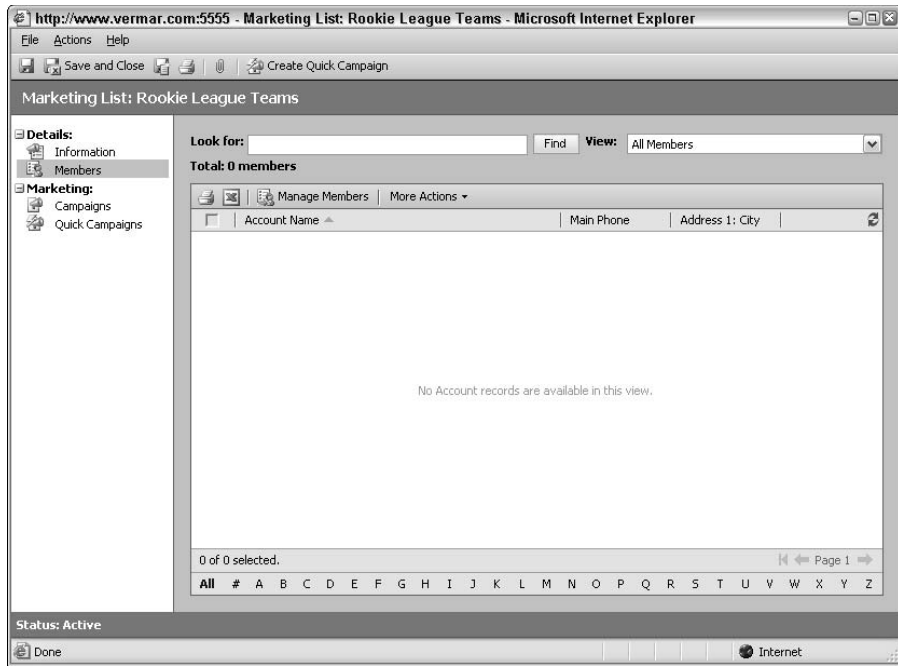 http://www.vermar.com:5555 - Marketing List: Rookie League Teams - Microsoft Internet Explorer
File Actions Help
Save and Close Create Quick Campaign
Marketing List: Rookie League Teams
Details:
Information
Members
Marketing:
Campaigns
Quick Campaigns
Look for: Find View: All Members
Total: 0 members
Manage Members More Actions
Account Name Main Phone Address 1: City
No Account records are available in this view.
0 of 0 selected. Page 1
All # A B C D E F G H I J K L M N O P Q R S T U V W X Y Z
Status: Active
Done Internet